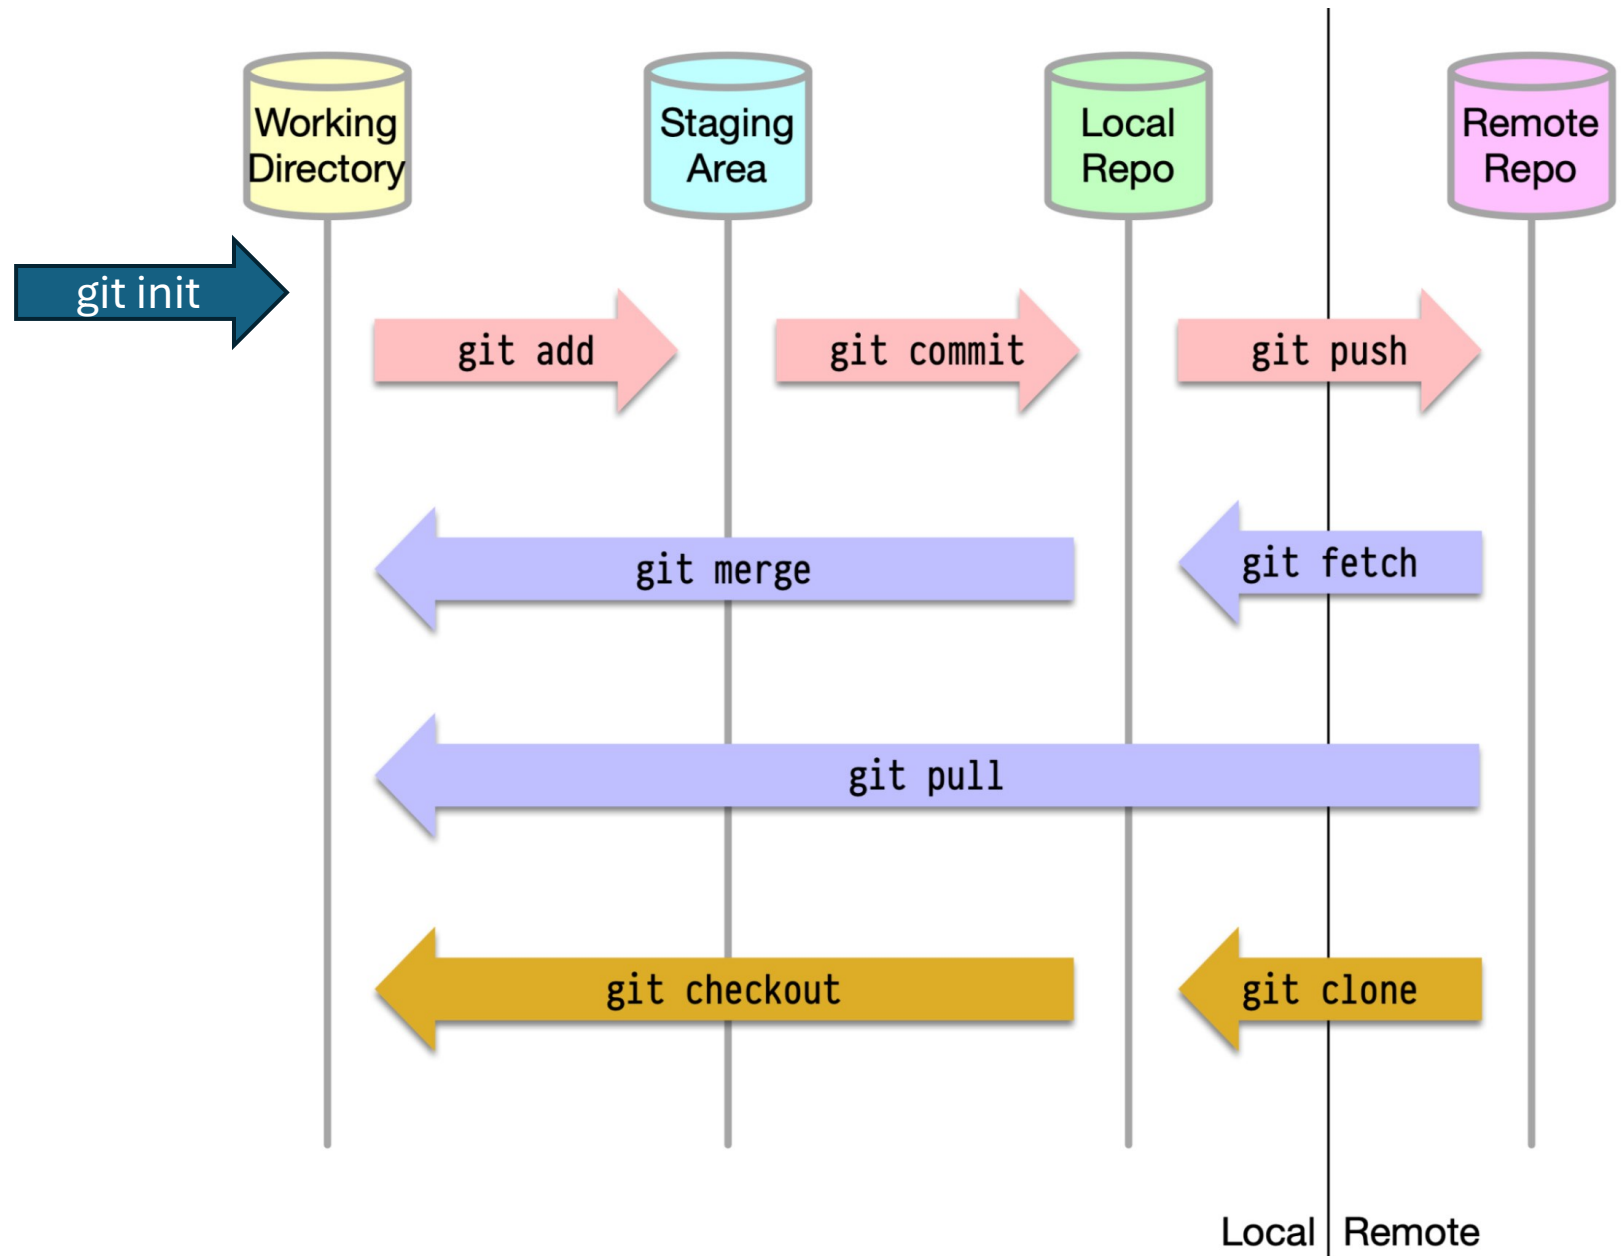 Working
Directory
Staging
Area
Local
Repo
Remote
Repo
git init
git add
git commit
git push
git merge
git fetch
git pull
git checkout
git clone
Local
Remote